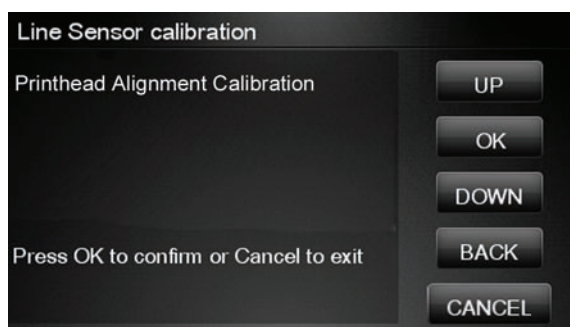 Line Sensor calibration
Printhead Alignment Calibration
UP
OK
DOWN
Press OK to confirm or Cancel to exit
BACK
CANCEL